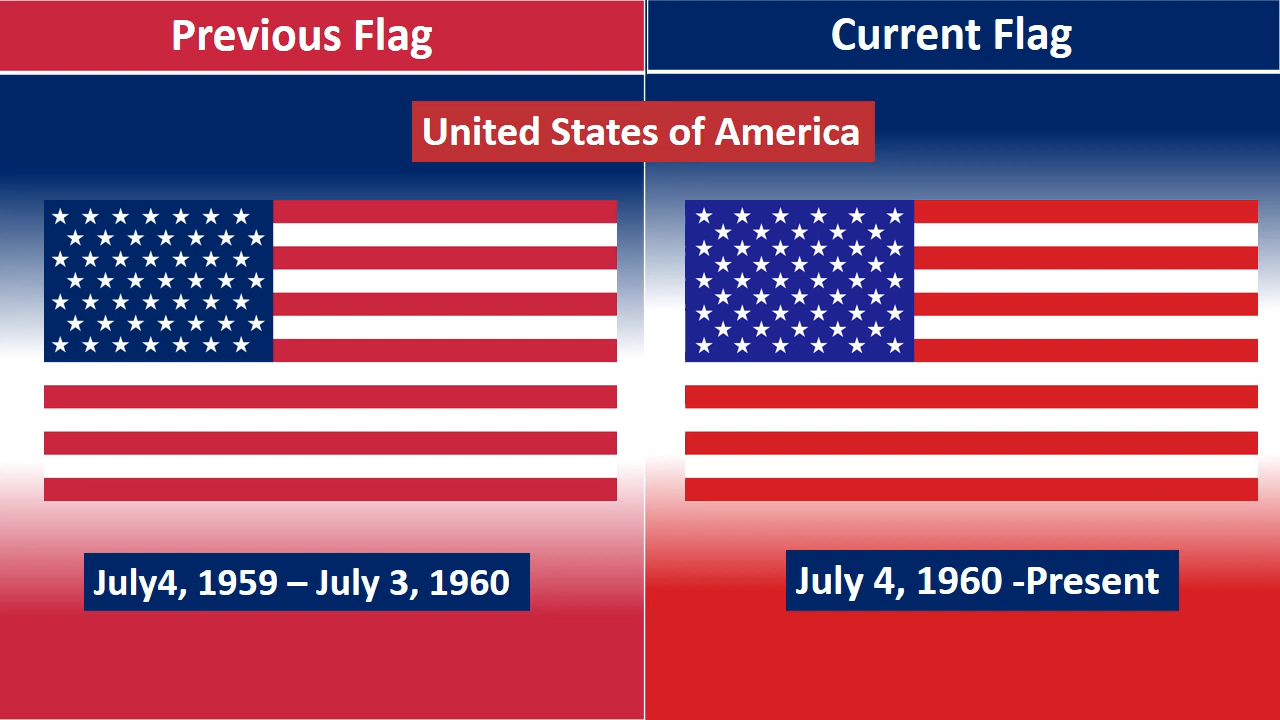 Previous Flag
Current Flag
United States of America
July4, 1959 – July 3, 1960
July 4, 1960 -Present